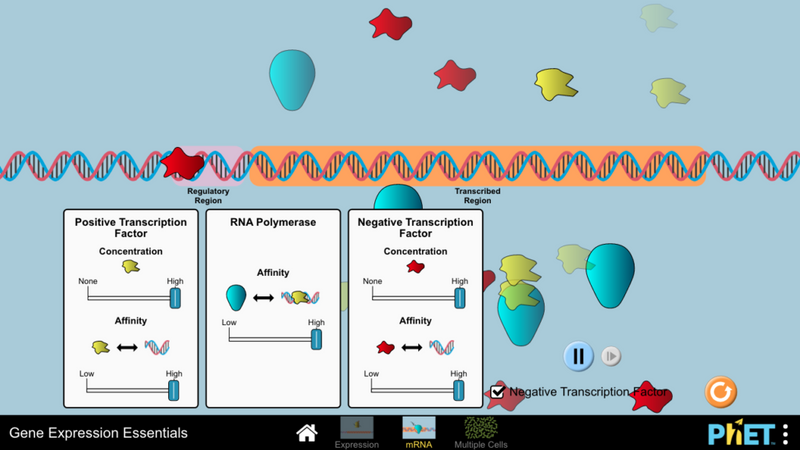 Regulatory
Region
Transcribed
Region
Positive Transcription
Factor
Concentration
None
High
Affinity
Low
High
RNA Polymerase
Affinity
Low
High
Negative Transcription
Factor
Concentration
None
High
Affinity
Low
High
Negative Transcription Factor
Gene Expression Essentials
Expression
mRNA
Multiple Cells
PhET